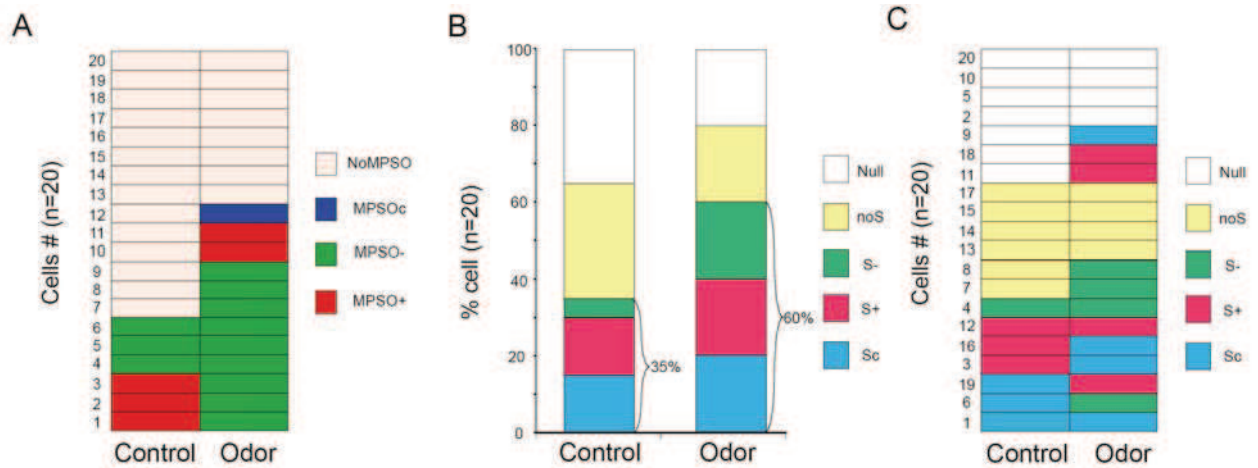 A
20
19
18
17
16
15
14
13
12
11
10
9
8
7
6
5
4
3
2
1
Cells # (n=20)
Control Odor
NoMPSO
MPSOc
MPSO-
MPSO+
B
100
80
60
40
20
0
% cell (n=20)
35%
60%
Control Odor
Null
noS
S-
S+
Sc
C
20
10
5
2
9
18
11
17
15
14
13
8
7
4
12
16
3
19
6
1
Cells # (n=20)
Control Odor
Null
noS
S-
S+
Sc